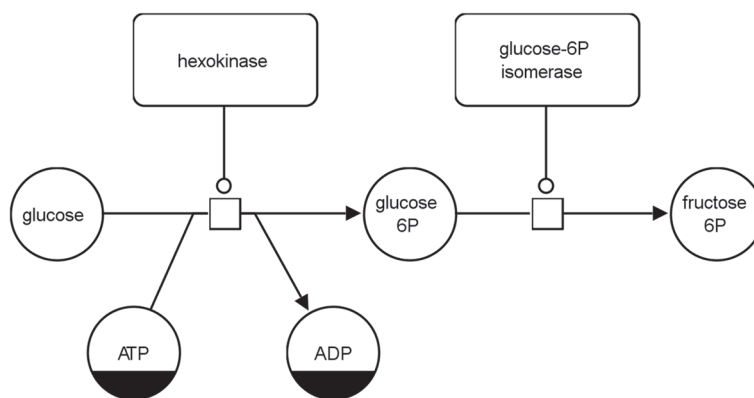 hexokinase
glucose-6P
isomerase
glucose
glucose
6P
fructose
6P
ATP
ADP